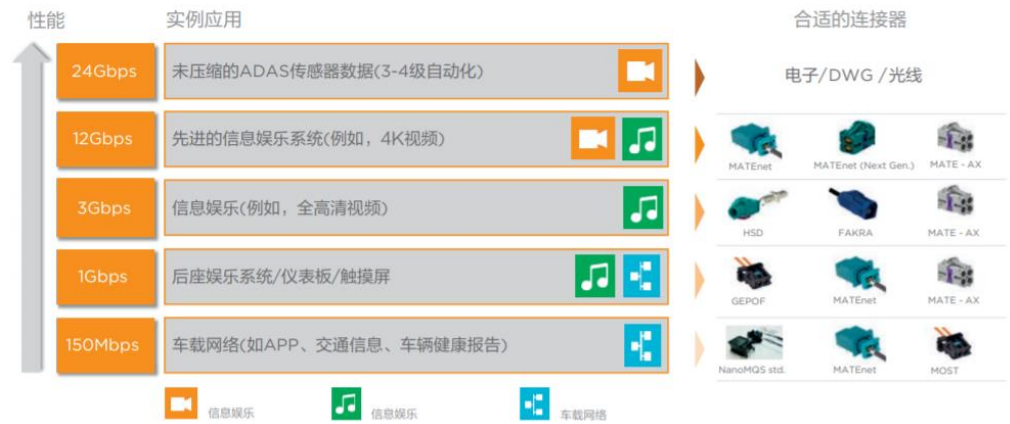 性能 实例应用 合适的连接器
24Gbps 未压缩的ADAS传感器数据(3-4级自动化) 电子/DWG /光线
12Gbps 先进的信息娱乐系统(例如，4K视频)
MATEnet MATEnet (Next Gen.) MATE - AX
3Gbps 信息娱乐(例如，全高清视频)
HSD FAKRA MATE - AX
1Gbps 后座娱乐系统/仪表板/触摸屏
GEPOF MATEnet MATE - AX
150Mbps 车载网络(如APP、交通信息、车辆健康报告)
NanoMQS std. MATEnet MOST
信息娱乐 信息娱乐 车载网络